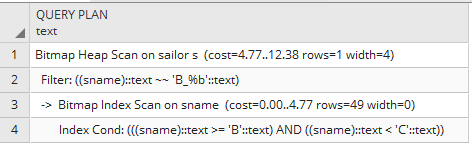 QUERY PLAN
text
1 Bitmap Heap Scan on sailor s (cost=4.77..12.38 rows=1 width=4)
2 Filter: ((sname)::text ~~ 'B_%b'::text)
3 -> Bitmap Index Scan on sname (cost=0.00..4.77 rows=49 width=0)
4 Index Cond: (((sname)::text >= 'B'::text) AND ((sname)::text < 'C'::text))